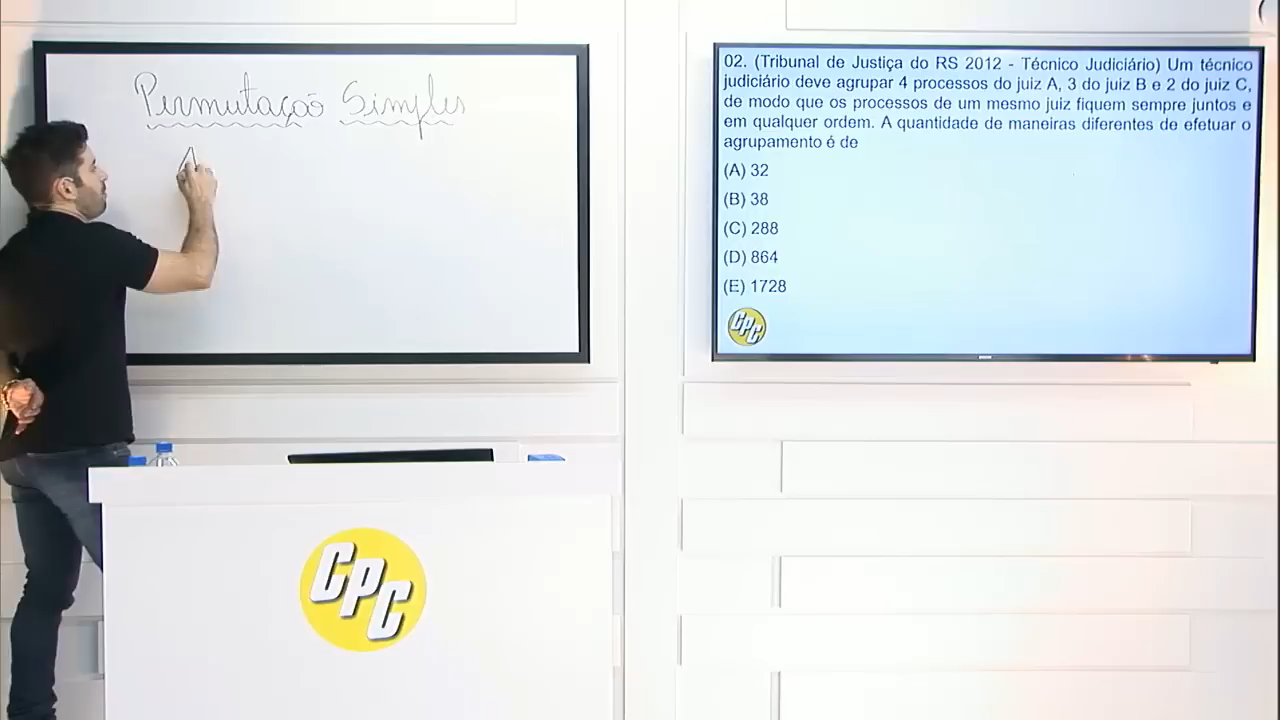 Permutação Simples
A
02. (Tribunal de Justiça do RS 2012 - Técnico Judiciário) Um técnico
judiciário deve agrupar 4 processos do juiz A, 3 do juiz B e 2 do juiz C,
de modo que os processos de um mesmo juiz fiquem sempre juntos e
em qualquer ordem. A quantidade de maneiras diferentes de efetuar o
agrupamento é de
(A) 32
(B) 38
(C) 288
(D) 864
(E) 1728
CPC
CPC